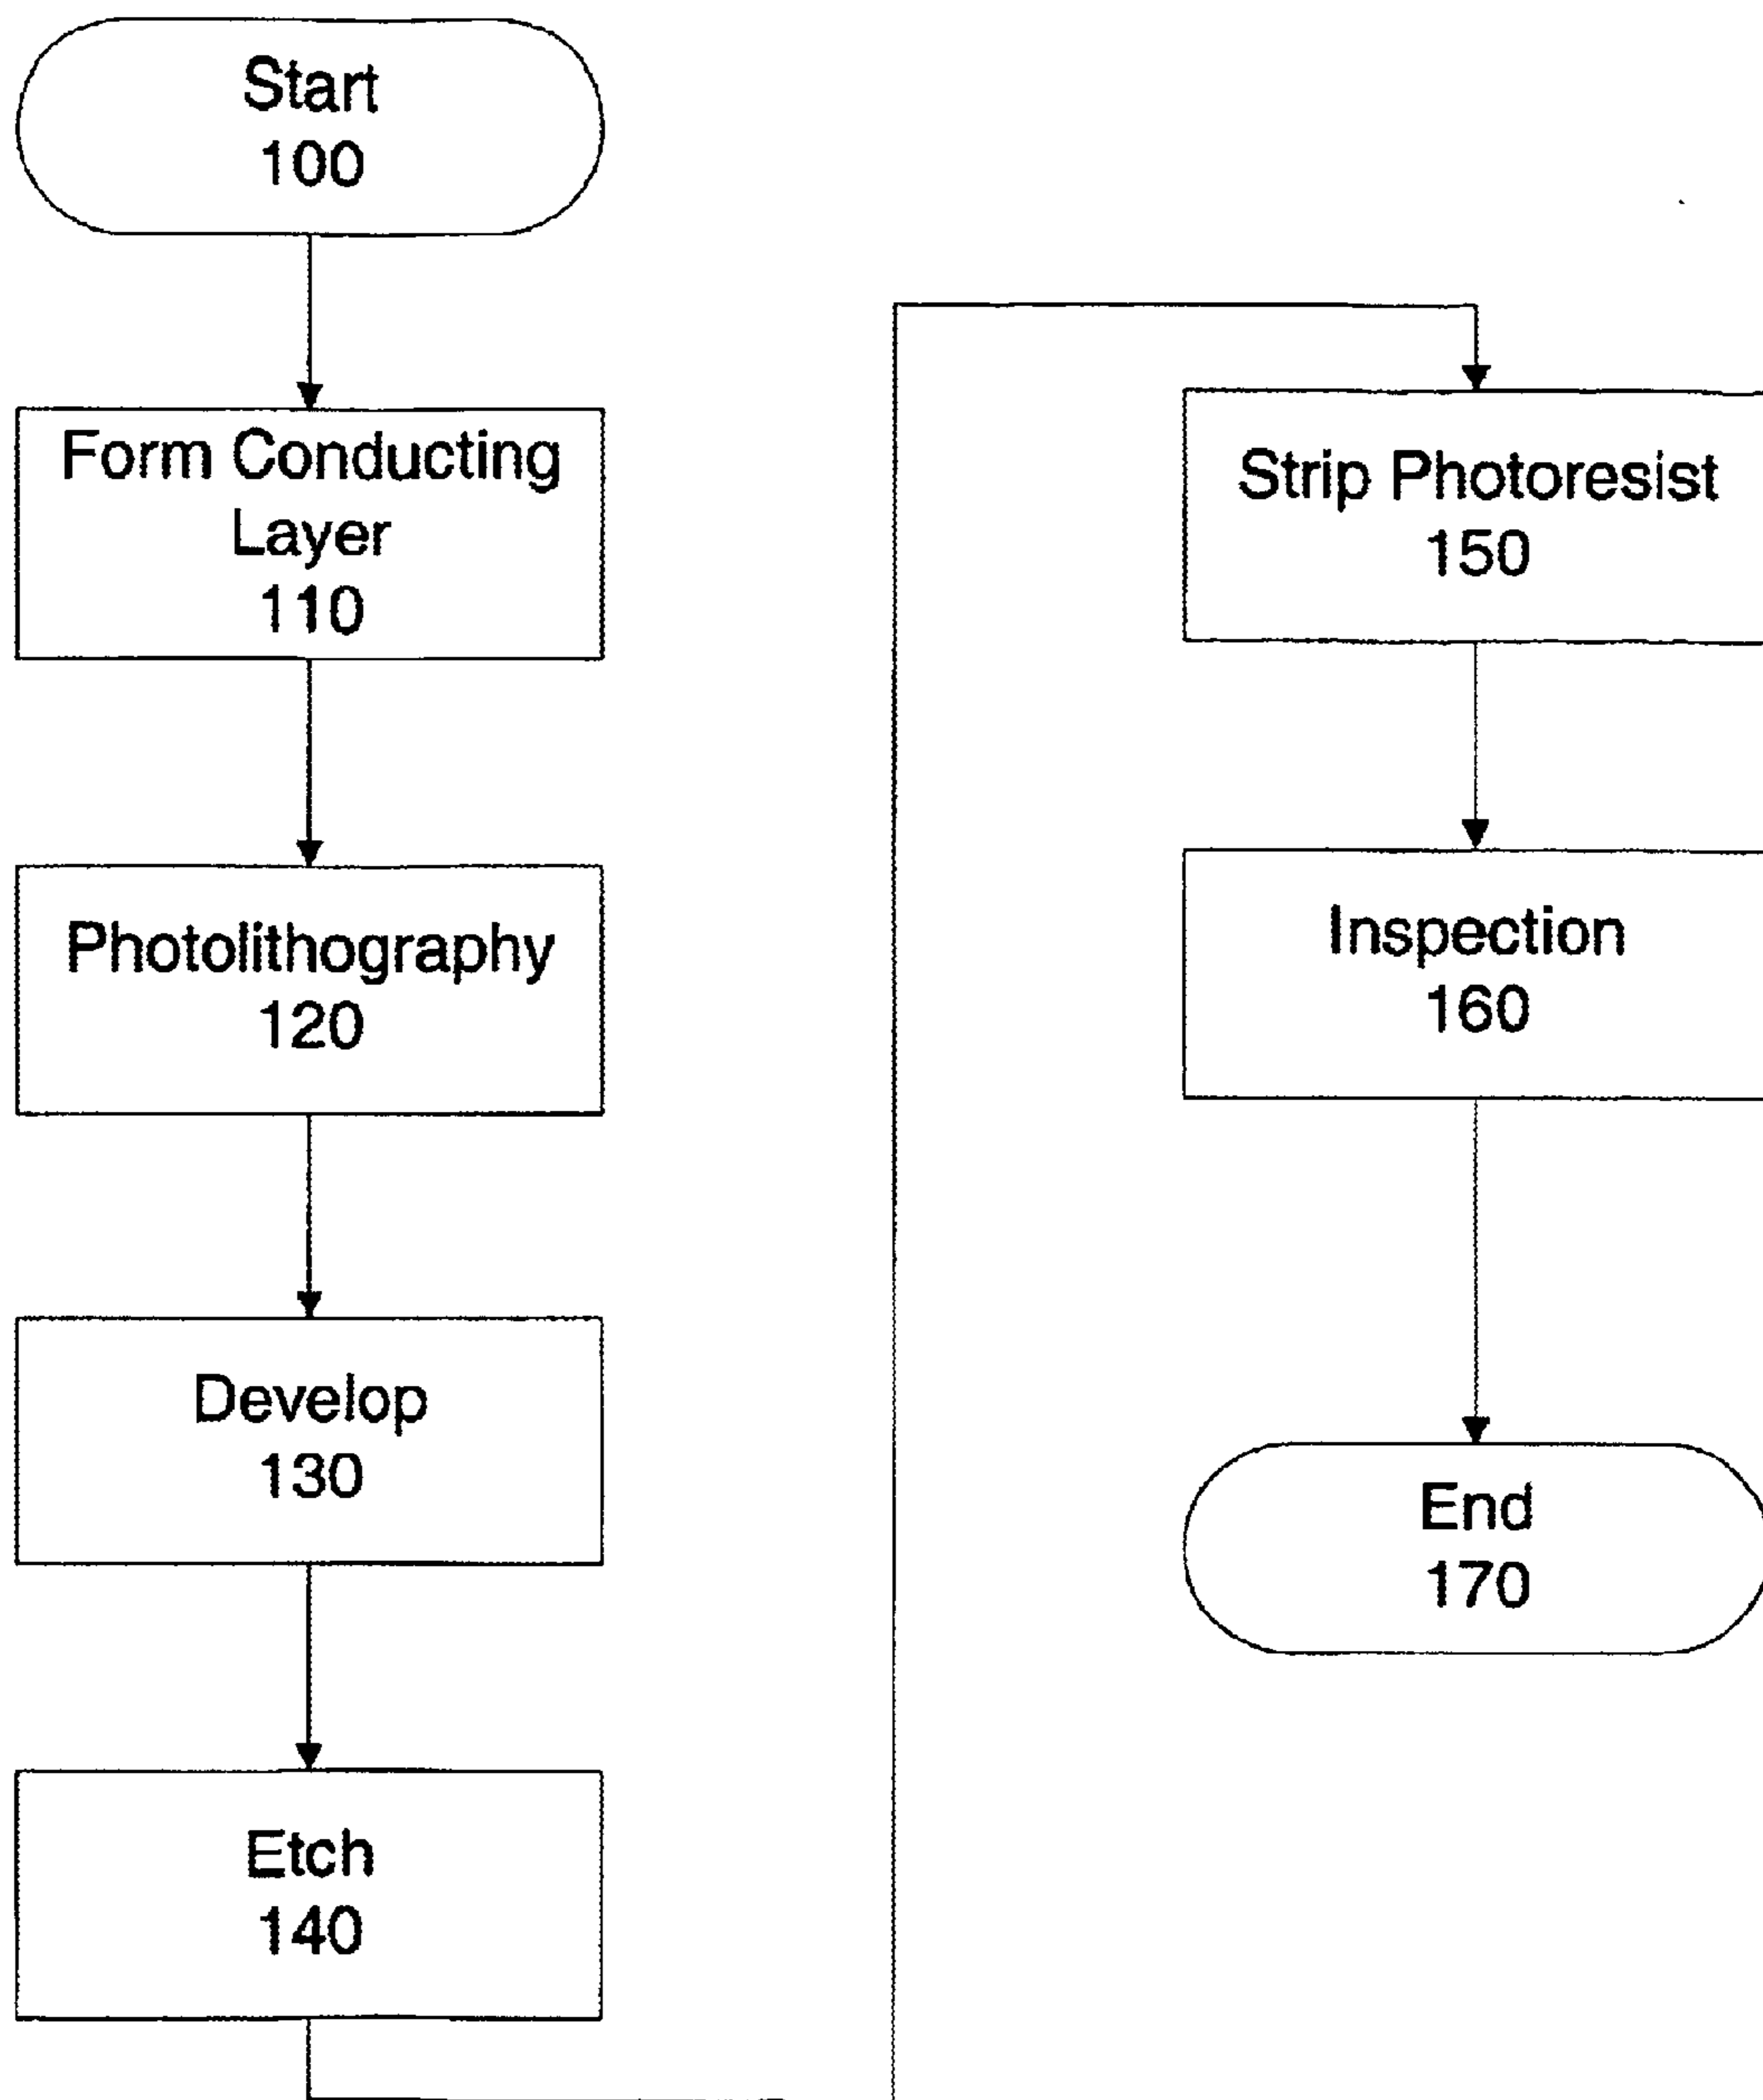 Start
100
Form Conducting
Layer
110
Photolithography
120
Develop
130
Etch
140
Strip Photoresist
150
Inspection
160
End
170